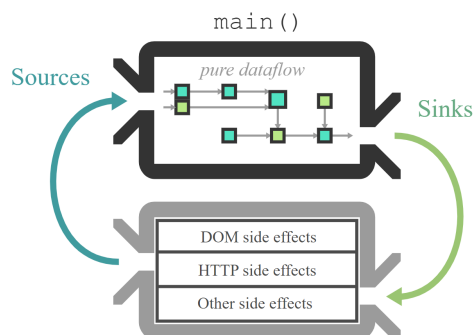 main()
pure dataflow
Sources
Sinks
DOM side effects
HTTP side effects
Other side effects